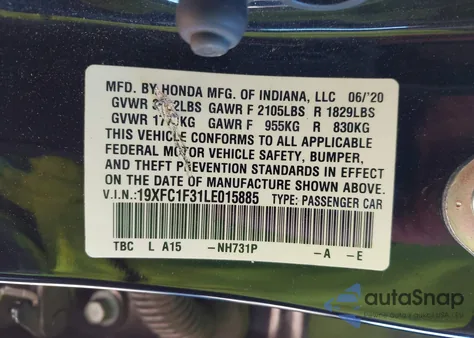 MFD. BY HONDA MFG. OF INDIANA, LLC 06/'20
GVWR LBS GAWR F 2105LBS R 1829LBS
GVWR KG GAWR F 955KG R 830KG
THIS VEHICLE CONFORMS TO ALL APPLICABLE
FEDERAL MOTOR VEHICLE SAFETY, BUMPER,
AND THEFT PREVENTION STANDARDS IN EFFECT
ON THE DATE OF MANUFACTURE SHOWN ABOVE.
V.I.N.: 19XFC1F31LE015885 TYPE: PASSENGER CAR
TBC L A15 -NH731P -A -E
autoSnap